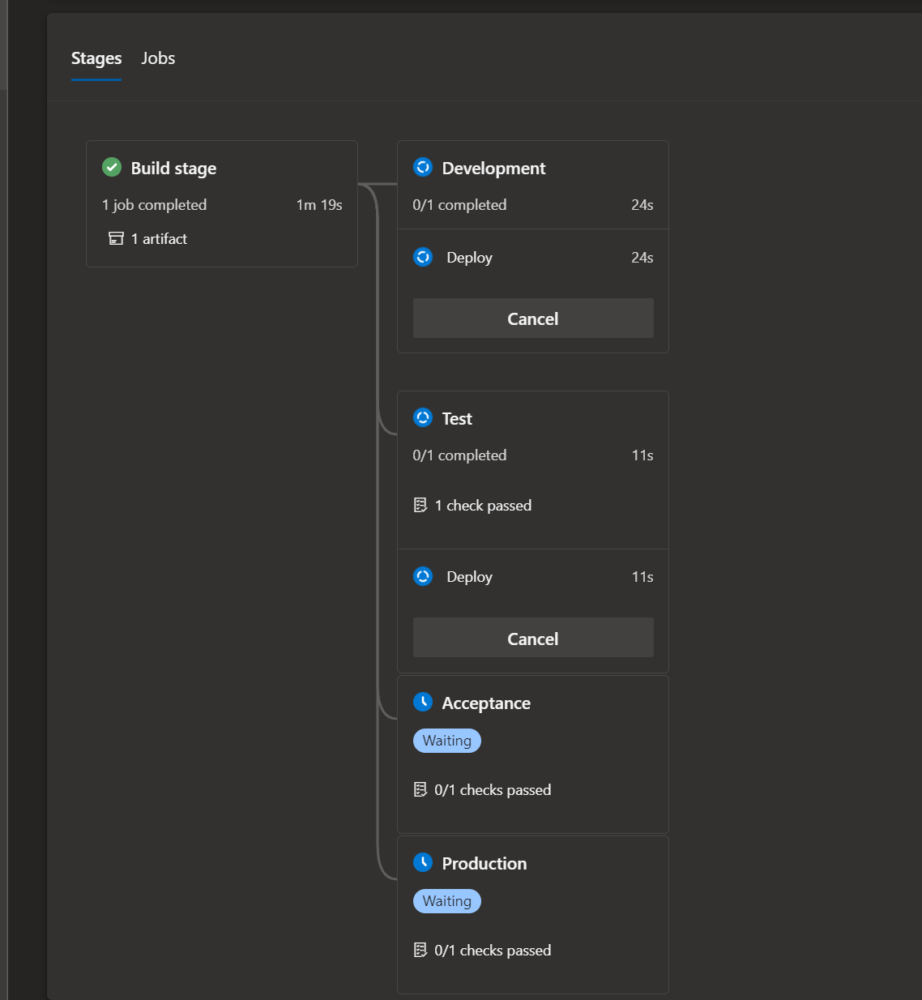 Stages Jobs
Build stage
1 job completed 1m 19s
1 artifact
Development
0/1 completed 24s
Deploy 24s
Cancel
Test
0/1 completed 11s
1 check passed
Deploy 11s
Cancel
Acceptance
Waiting
0/1 checks passed
Production
Waiting
0/1 checks passed